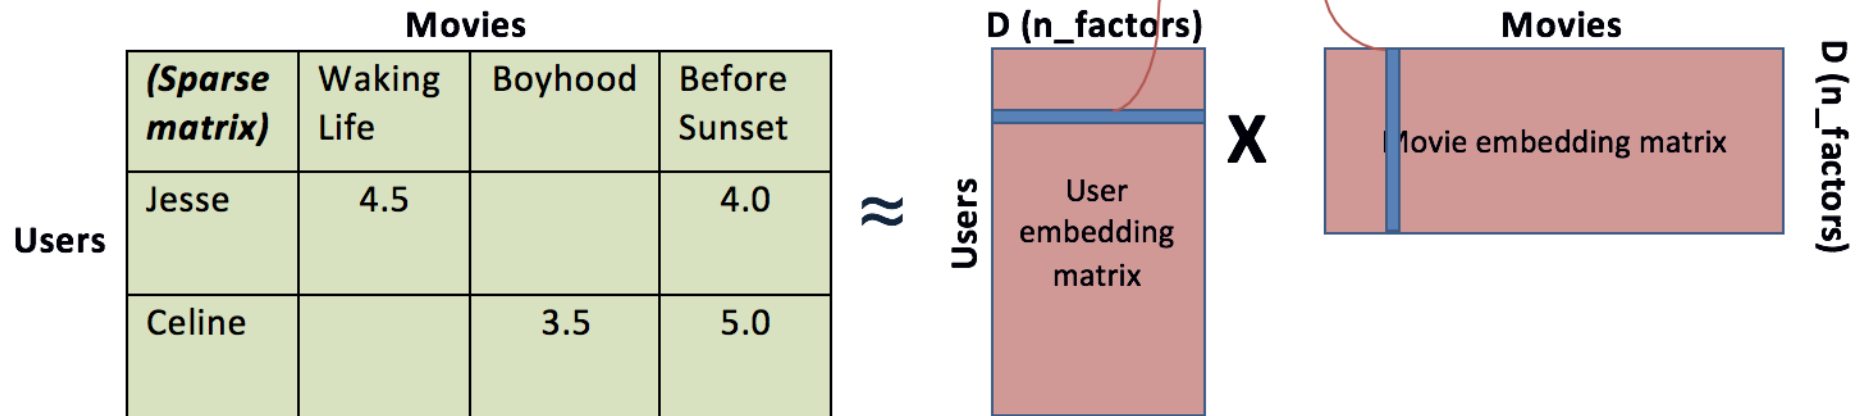 Movies
(Sparse
matrix)
Waking
Life
Boyhood
Before
Sunset
Jesse
4.5
4.0
Users
Celine
3.5
5.0
≈
D (n_factors)
Users
User
embedding
matrix
X
Movies
Movie embedding matrix
D (n_factors)